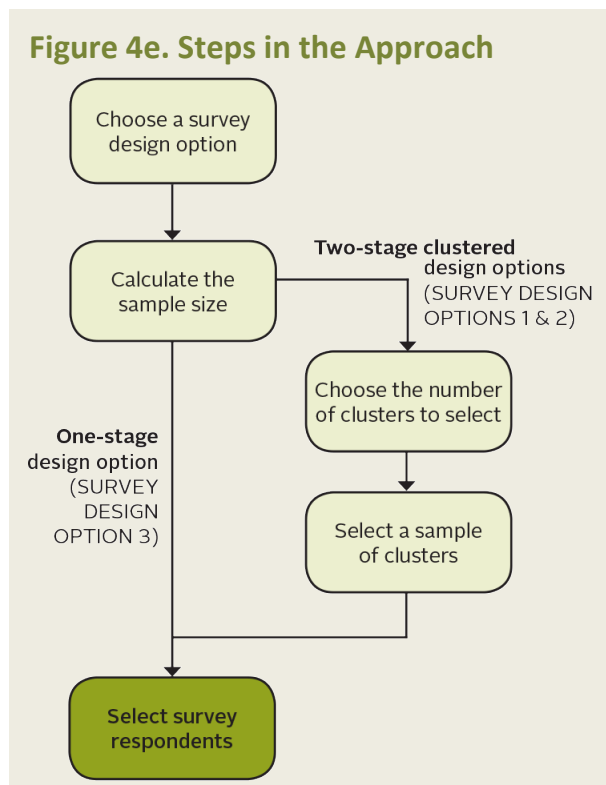 Figure 4e. Steps in the Approach
Choose a survey
design option
Calculate the
sample size
Two-stage clustered
design options
(SURVEY DESIGN
OPTIONS 1 & 2)
Choose the number
of clusters to select
One-stage
design option
(SURVEY
DESIGN
OPTION 3)
Select a sample
of clusters
Select survey
respondents